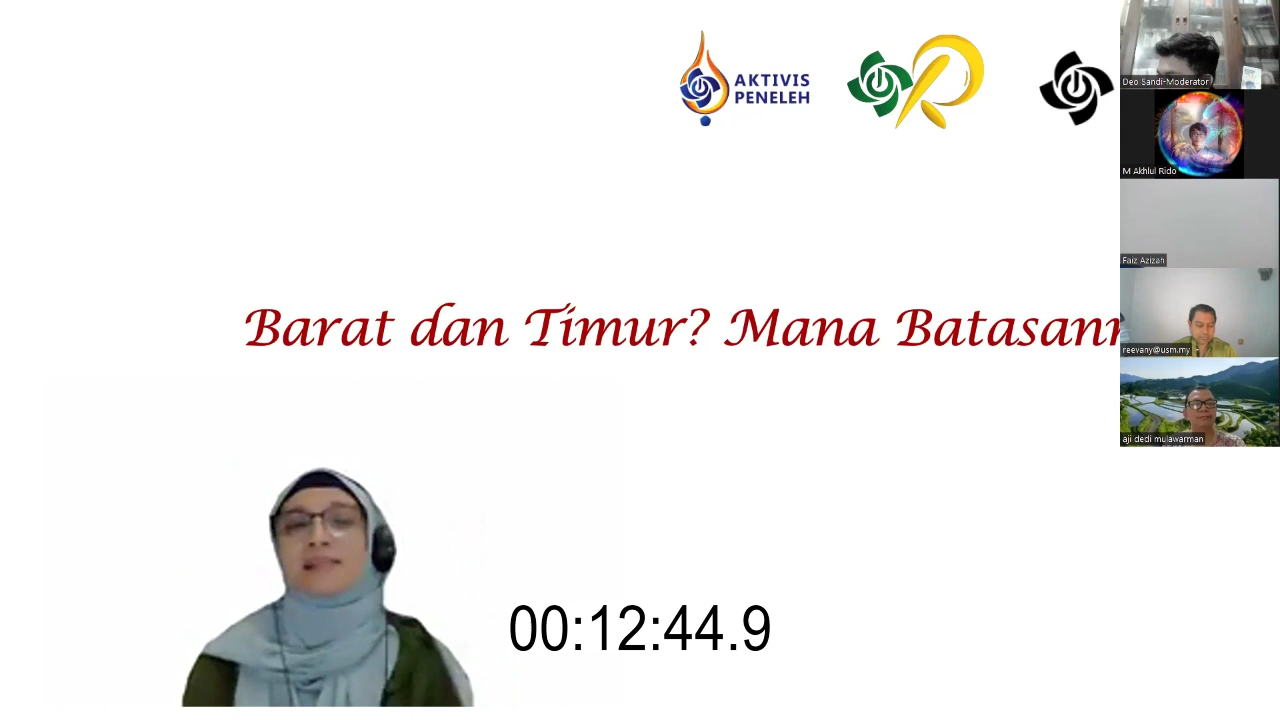 AKTIVIS
PENELEH
Barat dan Timur? Mana Batasann
00:12:44.9
Deo Sandi-Moderator
M Akhlul Rido
Faiz Azizah
reevany@usm.my
aji dedi mulawarman